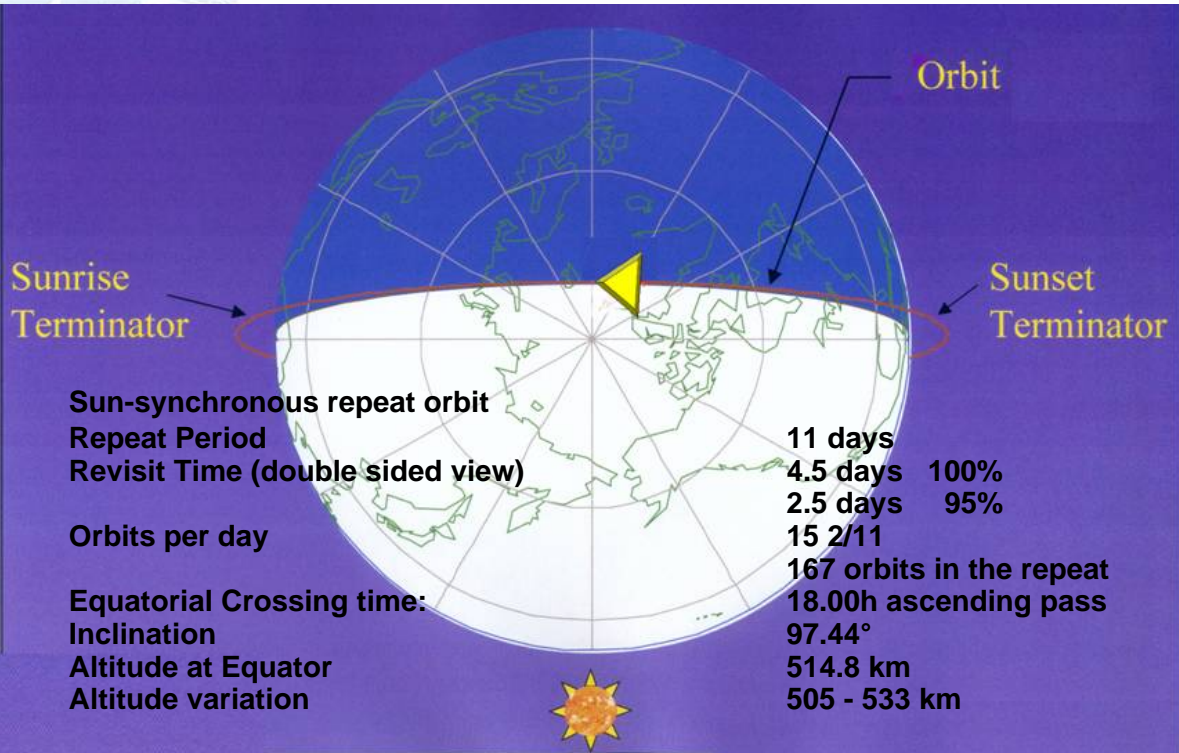 Orbit
Sunrise
Terminator
Sunset
Terminator
Sun-synchronous repeat orbit
Repeat Period 11 days
Revisit Time (double sided view) 4.5 days 100%
2.5 days 95%
Orbits per day 15 2/11
167 orbits in the repeat
Equatorial Crossing time: 18.00h ascending pass
Inclination 97.44°
Altitude at Equator 514.8 km
Altitude variation 505 - 533 km